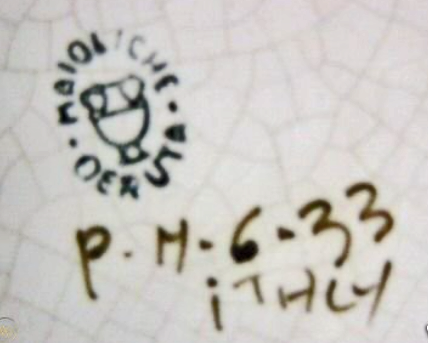 MAIOLICHE · DERUTA ·
P.H.6.33
iTALY